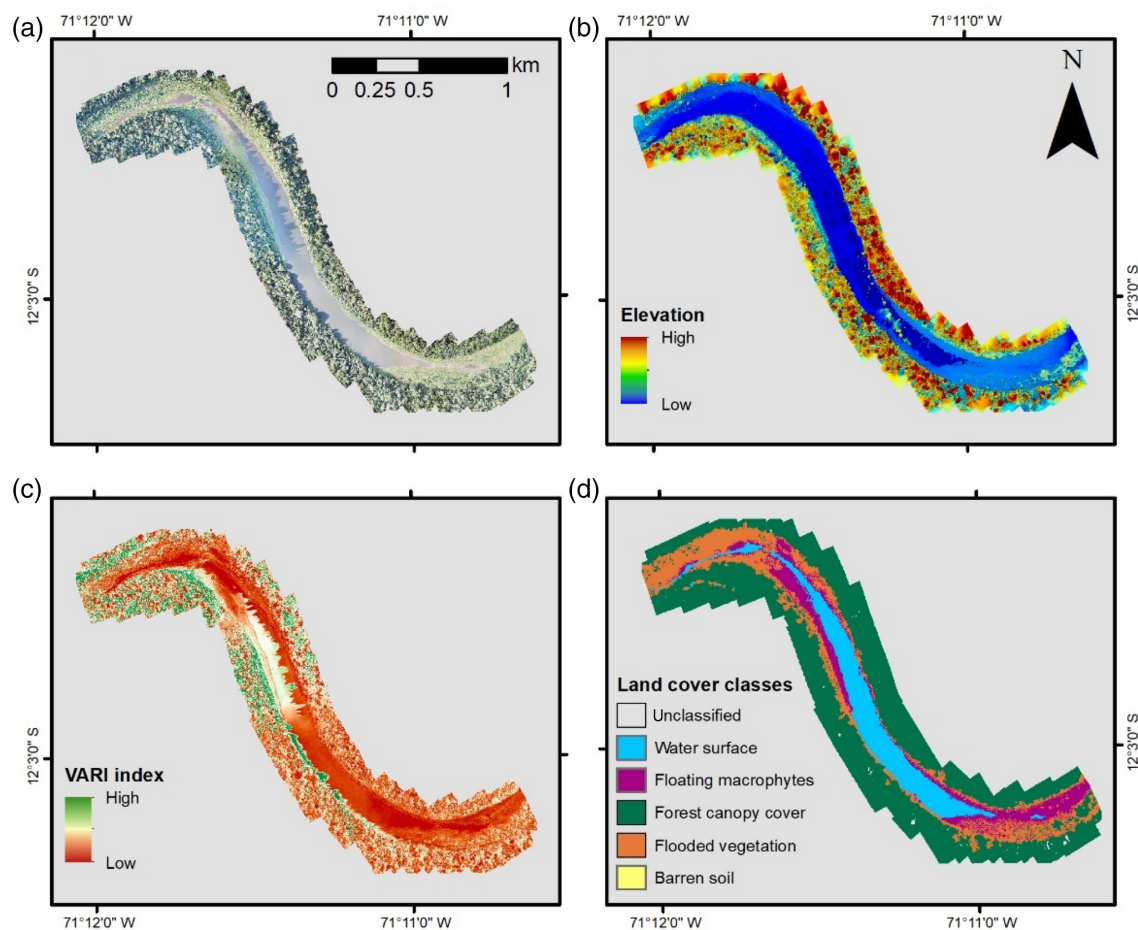 (a)
71°12'0" W
71°11'0" W
km
0 0.25 0.5 1
12°3'0" S
(b)
71°12'0" W
71°11'0" W
N
Elevation
High
Low
12°3'0" S
(c)
VARI index
High
Low
12°3'0" S
71°12'0" W
71°11'0" W
(d)
Land cover classes
Unclassified
Water surface
Floating macrophytes
Forest canopy cover
Flooded vegetation
Barren soil
12°3'0" S
71°12'0" W
71°11'0" W